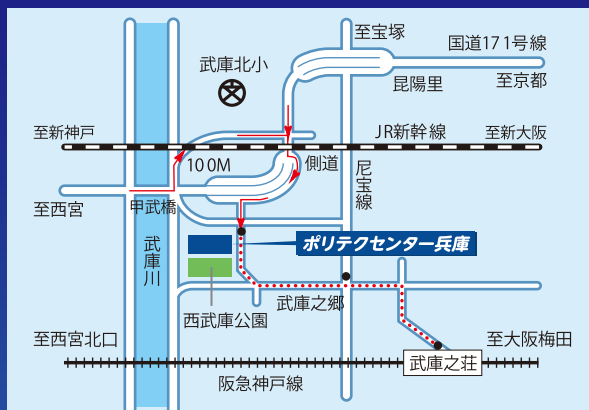 至宝塚
国道171号線
武庫北小
昆陽里
至京都
至新神戸
JR新幹線
至新大阪
100M
側道
尼宝線
至西宮
甲武橋
武庫川
ポリテクセンター兵庫
武庫之郷
西武庫公園
至西宮北口
至大阪梅田
武庫之荘
阪急神戸線